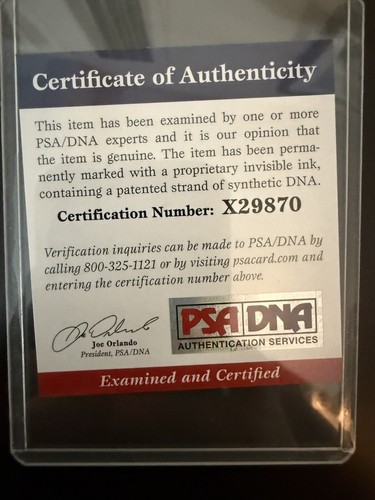 Certificate of Authenticity
This item has been examined by one or more
PSA/DNA experts and it is our opinion that
the item is genuine. The item has been perma-
nently marked with a proprietary invisible ink,
containing a patented strand of synthetic DNA.
Certification Number: X29870
Verification inquiries can be made to PSA/DNA by
calling 800-325-1121 or by visiting psacard.com and
entering the certification number above.
Joe Orlando
President, PSA/DNA
PSA DNA
AUTHENTICATION SERVICES
Examined and Certified